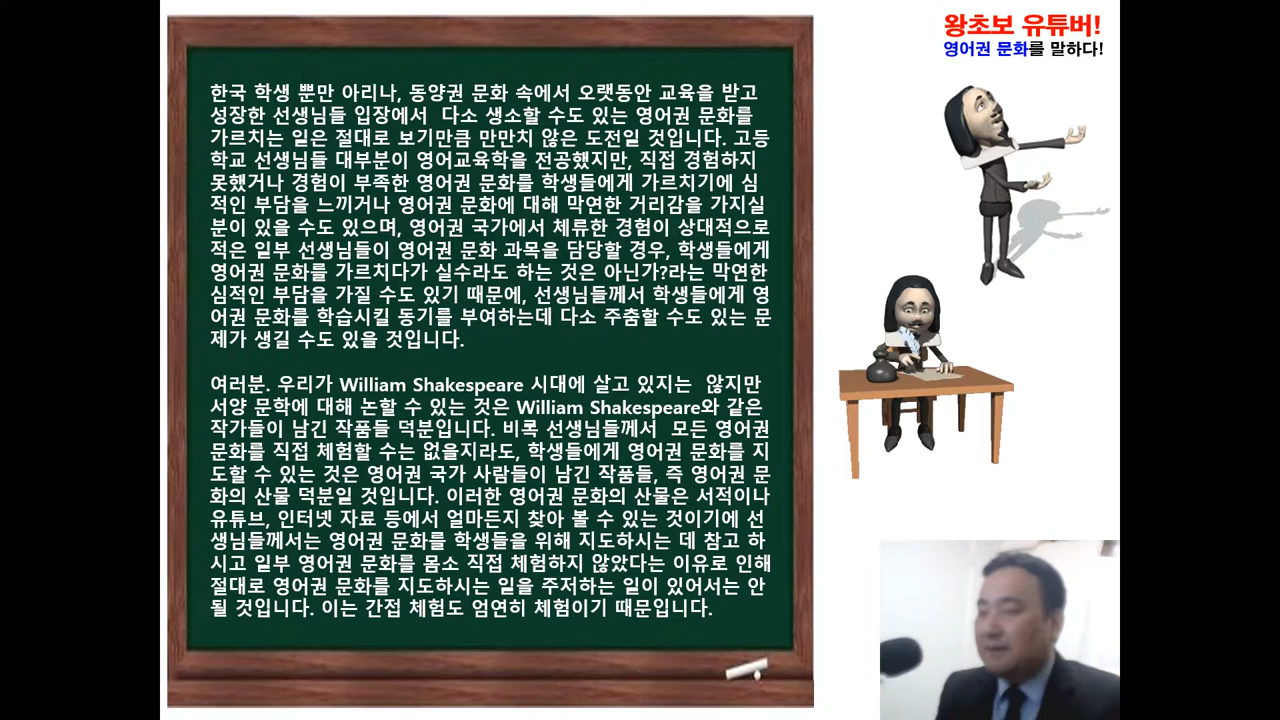 왕초보 유튜버!
영어권 문화를 말하다!
한국 학생 뿐만 아리나, 동양권 문화 속에서 오랫동안 교육을 받고
성장한 선생님들 입장에서 다소 생소할 수도 있는 영어권 문화를
가르치는 일은 절대로 보기만큼 만만치 않은 도전일 것입니다. 고등
학교 선생님들 대부분이 영어교육학을 전공했지만, 직접 경험하지
못했거나 경험이 부족한 영어권 문화를 학생들에게 가르치기에 심
적인 부담을 느끼거나 영어권 문화에 대해 막연한 거리감을 가지실
분이 있을 수도 있으며, 영어권 국가에서 체류한 경험이 상대적으로
적은 일부 선생님들이 영어권 문화 과목을 담당할 경우, 학생들에게
영어권 문화를 가르치다가 실수라도 하는 것은 아닌가?라는 막연한
심적인 부담을 가질 수도 있기 때문에, 선생님들께서 학생들에게 영
어권 문화를 학습시킬 동기를 부여하는데 다소 주춤할 수도 있는 문
제가 생길 수도 있을 것입니다.
여러분. 우리가 William Shakespeare 시대에 살고 있지는 않지만
서양 문학에 대해 논할 수 있는 것은 William Shakespeare와 같은
작가들이 남긴 작품들 덕분입니다. 비록 선생님들께서 모든 영어권
문화를 직접 체험할 수는 없을지라도, 학생들에게 영어권 문화를 지
도할 수 있는 것은 영어권 국가 사람들이 남긴 작품들, 즉 영어권 문
화의 산물 덕분일 것입니다. 이러한 영어권 문화의 산물은 서적이나
유튜브, 인터넷 자료 등에서 얼마든지 찾아 볼 수 있는 것이기에 선
생님들께서는 영어권 문화를 학생들을 위해 지도하시는 데 참고 하
시고 일부 영어권 문화를 몸소 직접 체험하지 않았다는 이유로 인해
절대로 영어권 문화를 지도하시는 일을 주저하는 일이 있어서는 안
될 것입니다. 이는 간접 체험도 엄연히 체험이기 때문입니다.